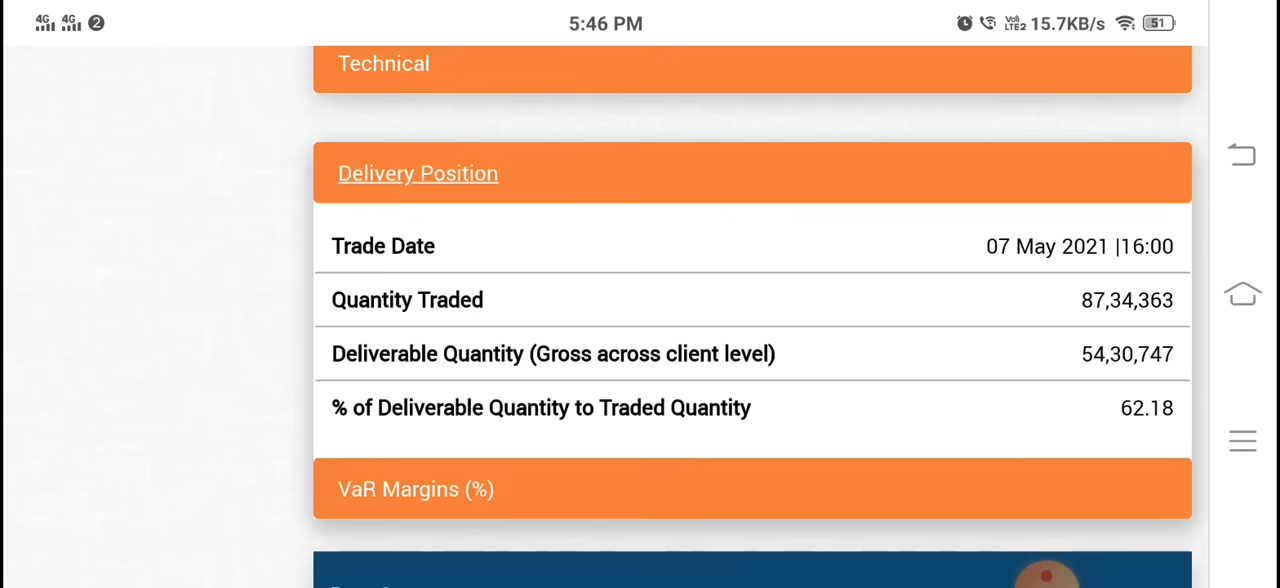 4G 4G 2 5:46 PM VoI LTE2 15.7KB/s 51
Technical
Delivery Position
Trade Date 07 May 2021 |16:00
Quantity Traded 87,34,363
Deliverable Quantity (Gross across client level) 54,30,747
% of Deliverable Quantity to Traded Quantity 62.18
VaR Margins (%)